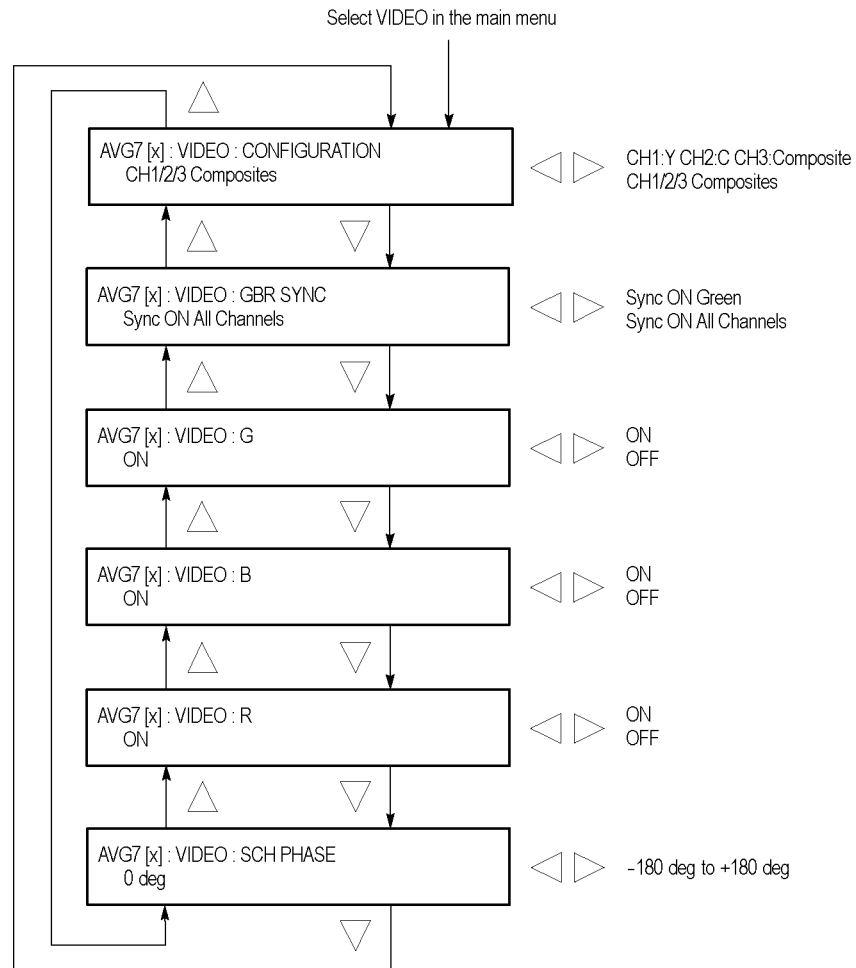 Select VIDEO in the main menu
AVG7 [x] : VIDEO : CONFIGURATION
CH1/2/3 Composites
CH1:Y CH2:C CH3:Composite
CH1/2/3 Composites
AVG7 [x] : VIDEO : GBR SYNC
Sync ON All Channels
Sync ON Green
Sync ON All Channels
AVG7 [x] : VIDEO : G
ON
ON
OFF
AVG7 [x] : VIDEO : B
ON
ON
OFF
AVG7 [x] : VIDEO : R
ON
ON
OFF
AVG7 [x] : VIDEO : SCH PHASE
0 deg
-180 deg to +180 deg